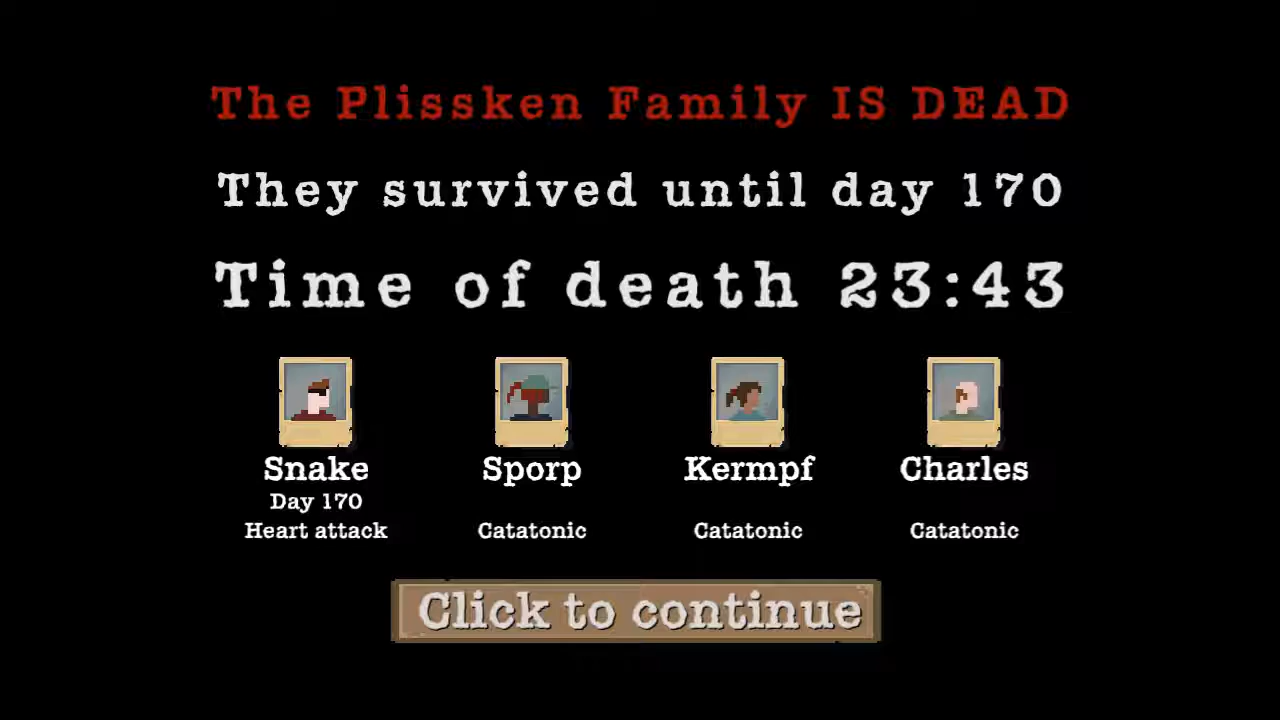 The Plissken Family IS DEAD
They survived until day 170
Time of death 23:43
Snake Sporp Kermpf Charles
Day 170
Heart attack Catatonic Catatonic Catatonic
Click to continue